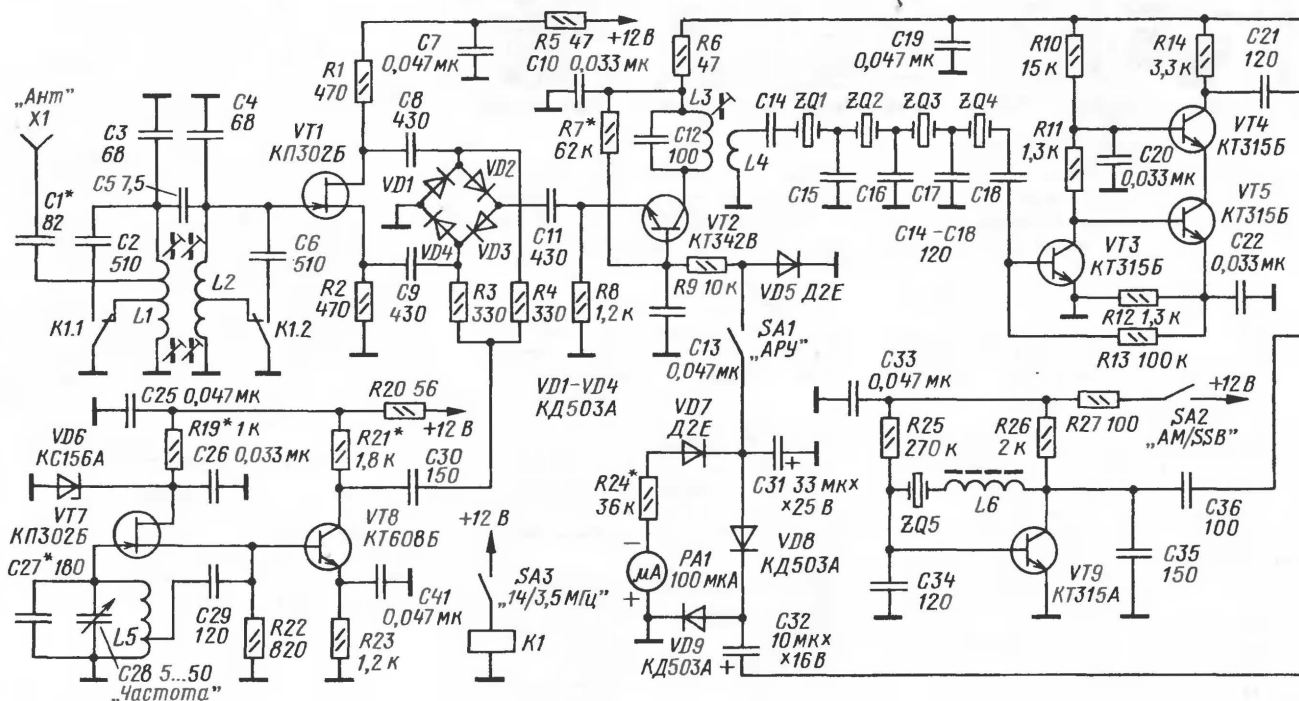 „Ант"
X1
C1*
82
C2
510
C3
68
C4
68
C5 7,5
C6
510
L1
L2
K1.1
K1.2
VT1
КП302Б
R1
470
R2
470
C7
0,047 мк
R5 47
+12 В
C8
430
C9
430
VD1
VD2
VD3
VD4
R3
330
R4
330
C10 0,033 мк
R6
47
R7*
62 к
C11
430
R8
1,2 к
C12
100
L3
L4
VT2
КТ342В
R9 10 к
VD5 Д2Е
C13
0,047 мк
SA1
„АРУ"
VD1-VD4
КД503А
C14
ZQ1
ZQ2
ZQ3
ZQ4
C15
C16
C17
C18
C14-C18
120
C19
0,047 мк
R10
15 к
R11
1,3 к
C20
0,033 мк
R14
3,3 к
C21
120
VT4
КТ315Б
VT5
КТ315Б
VT3
КТ315Б
C22
0,033 мк
R12 1,3 к
R13 100 к
C25 0,047 мк
R20 56
+12 В
VD6
КС156А
R19* 1 к
C26 0,033 мк
R21*
1,8 к
C30
150
VT7
КП302Б
VT8
КТ608Б
C27* 180
L5
C28 5...50
„Частота"
C29
120
R22
820
R23
1,2 к
C41
0,047 мк
+12 В
SA3
„14/3,5 МГц"
K1
VD7
Д2Е
R24*
36 к
C31 33 мк×
×25 В
PA1
100 мкА
μA
−
+
VD8
КД503А
VD9
КД503А
C32
10 мк×
×16 В
+
+
C33
0,047 мк
R25
270 к
R26
2 к
R27 100
+12 В
SA2
„AM/SSB"
ZQ5
L6
C34
120
VT9
КТ315А
C35
150
C36
100